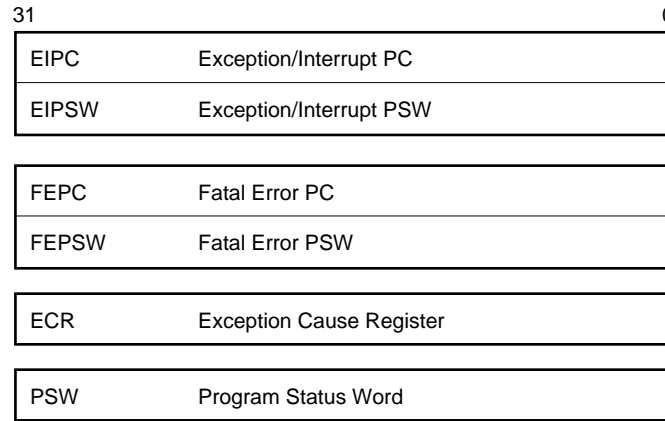 31
EIPC Exception/Interrupt PC
EIPSW Exception/Interrupt PSW
FEPC Fatal Error PC
FEPSW Fatal Error PSW
ECR Exception Cause Register
PSW Program Status Word